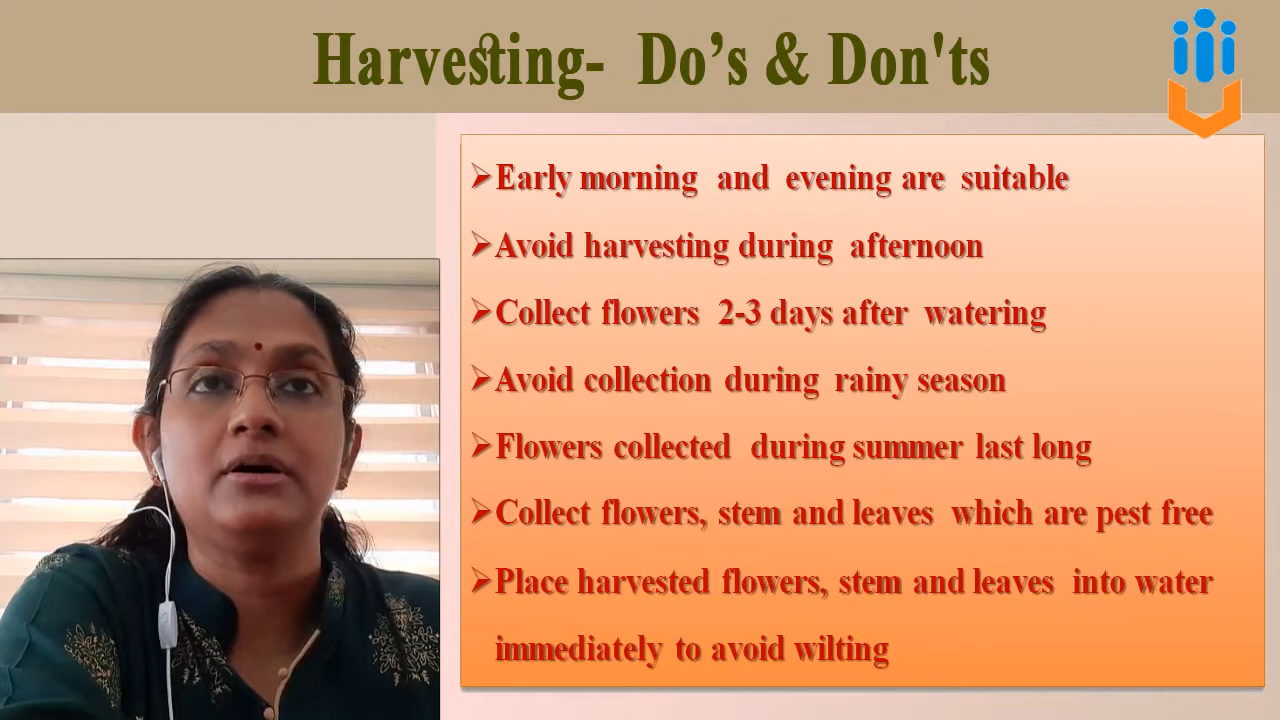 Harvesting- Do’s & Don'ts
Early morning and evening are suitable
Avoid harvesting during afternoon
Collect flowers 2-3 days after watering
Avoid collection during rainy season
Flowers collected during summer last long
Collect flowers, stem and leaves which are pest free
Place harvested flowers, stem and leaves into water
immediately to avoid wilting